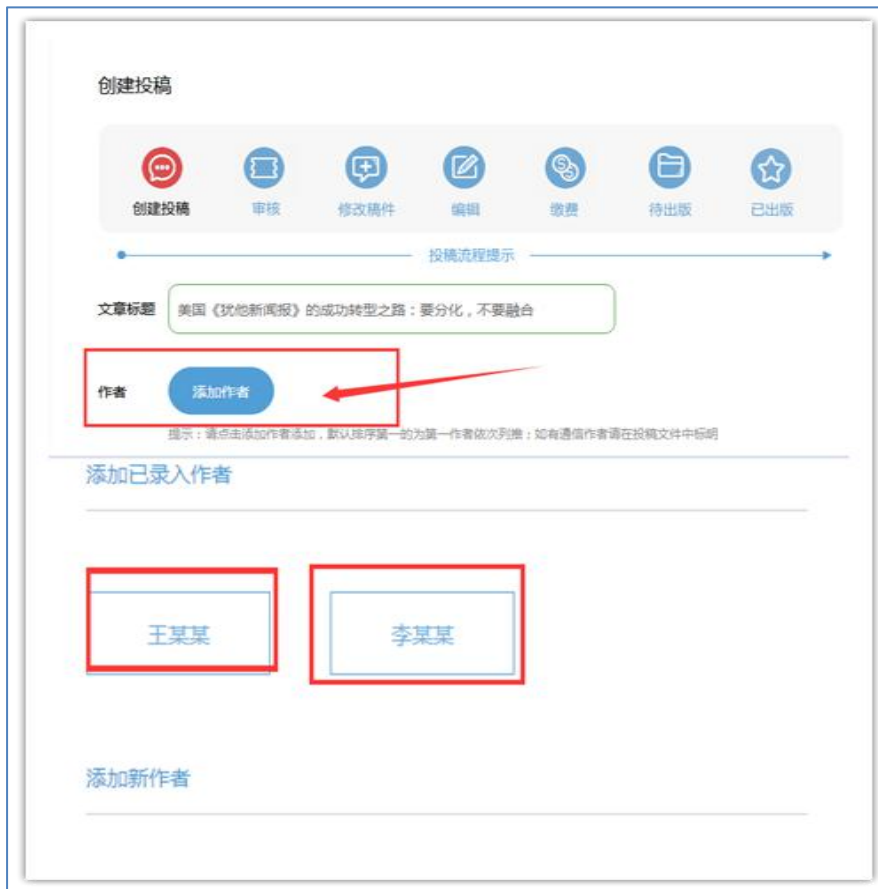 创建投稿
创建投稿 审核 修改稿件 编辑 缴费 待出版 已出版
投稿流程提示
文章标题 美国《犹他新闻报》的成功转型之路：要分化，不要融合
作者 添加作者
提示：请点击添加作者添加，默认排序第一的为第一作者依次列推；如有通信作者请在投稿文件中标明
添加已录入作者
王某某 李某某
添加新作者